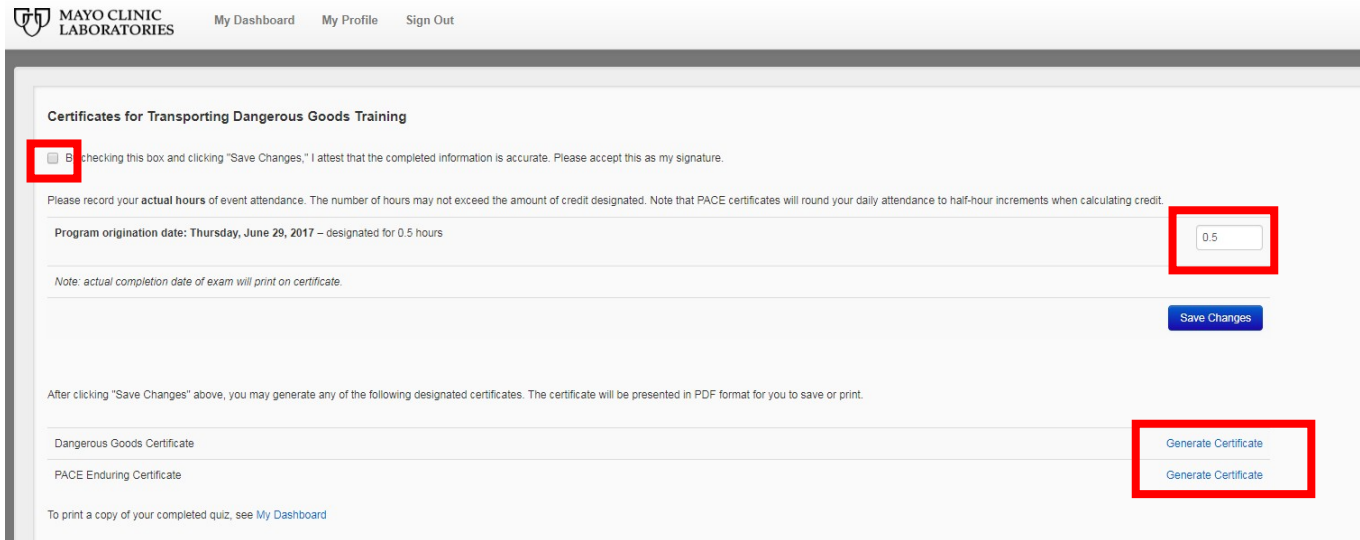 MAYO CLINIC
LABORATORIES
My Dashboard My Profile Sign Out
Certificates for Transporting Dangerous Goods Training
B checking this box and clicking "Save Changes," I attest that the completed information is accurate. Please accept this as my signature.
Please record your actual hours of event attendance. The number of hours may not exceed the amount of credit designated. Note that PACE certificates will round your daily attendance to half-hour increments when calculating credit.
Program origination date: Thursday, June 29, 2017 – designated for 0.5 hours 0.5
Note: actual completion date of exam will print on certificate.
Save Changes
After clicking "Save Changes" above, you may generate any of the following designated certificates. The certificate will be presented in PDF format for you to save or print.
Dangerous Goods Certificate Generate Certificate
PACE Enduring Certificate Generate Certificate
To print a copy of your completed quiz, see My Dashboard